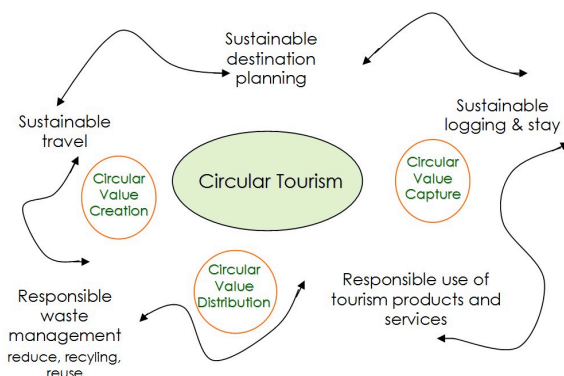 Sustainable
destination
planning
Sustainable
travel
Sustainable
logging & stay
Circular
Value
Creation
Circular Tourism
Circular
Value
Capture
Circular
Value
Distribution
Responsible
waste
management
reduce, recyling,
reuse
Responsible use of
tourism products and
services